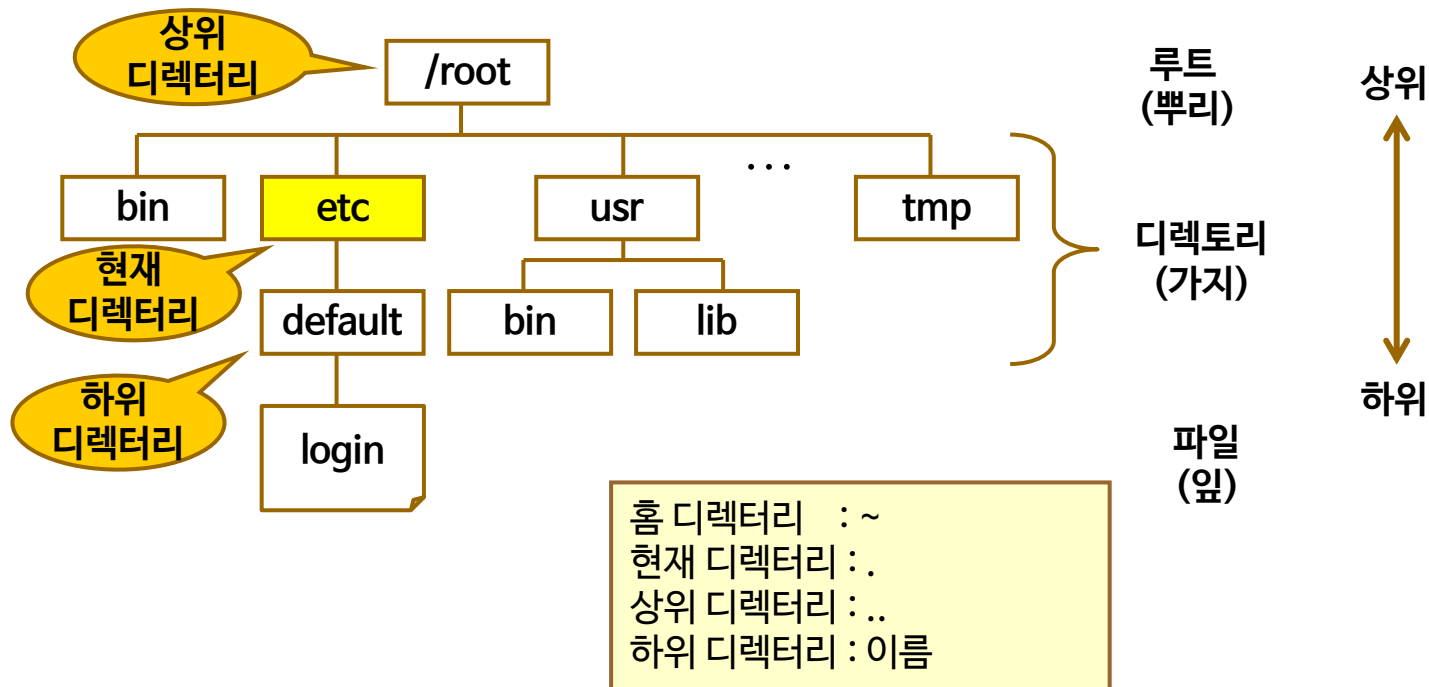 상위
디렉터리
/root
루트
(뿌리)
상위
...
bin
etc
usr
tmp
현재
디렉터리
디렉토리
(가지)
default
bin
lib
하위
디렉터리
login
하위
파일
(잎)
홈 디렉터리 : ~
현재 디렉터리 : .
상위 디렉터리 : ..
하위 디렉터리 : 이름